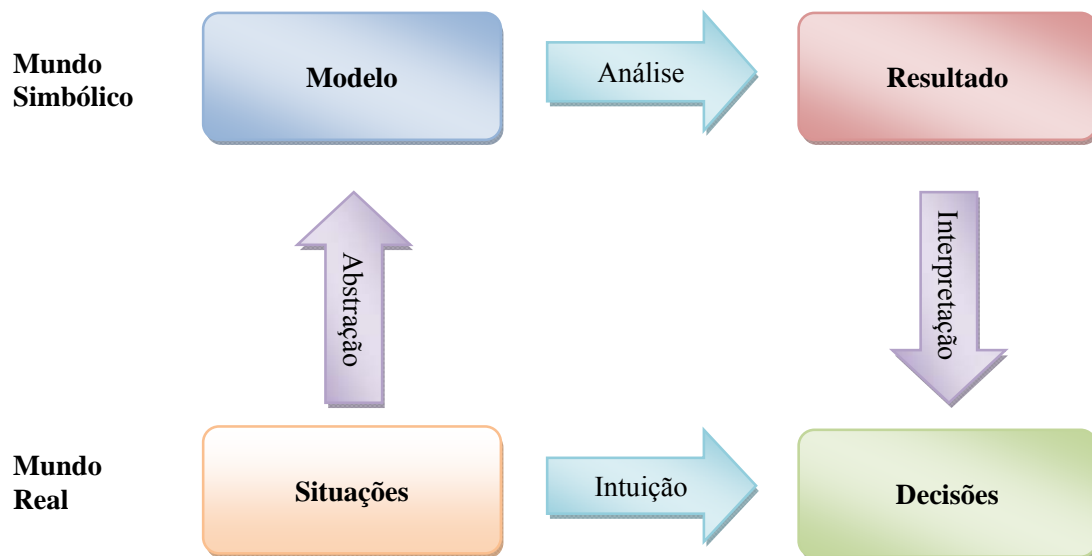 Mundo
Simbólico
Modelo
Análise
Resultado
Abstração
Interpretação
Mundo
Real
Situações
Intuição
Decisões